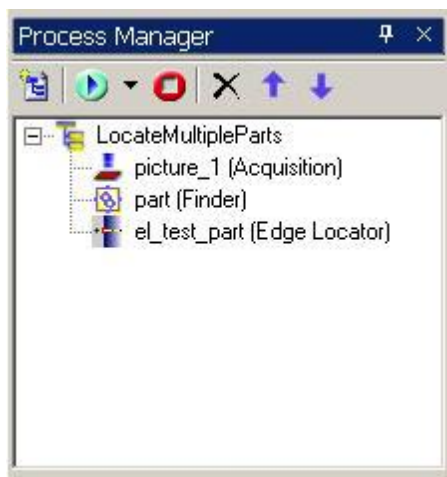 Process Manager
LocateMultipleParts
picture_1 (Acquisition)
part (Finder)
el_test_part (Edge Locator)